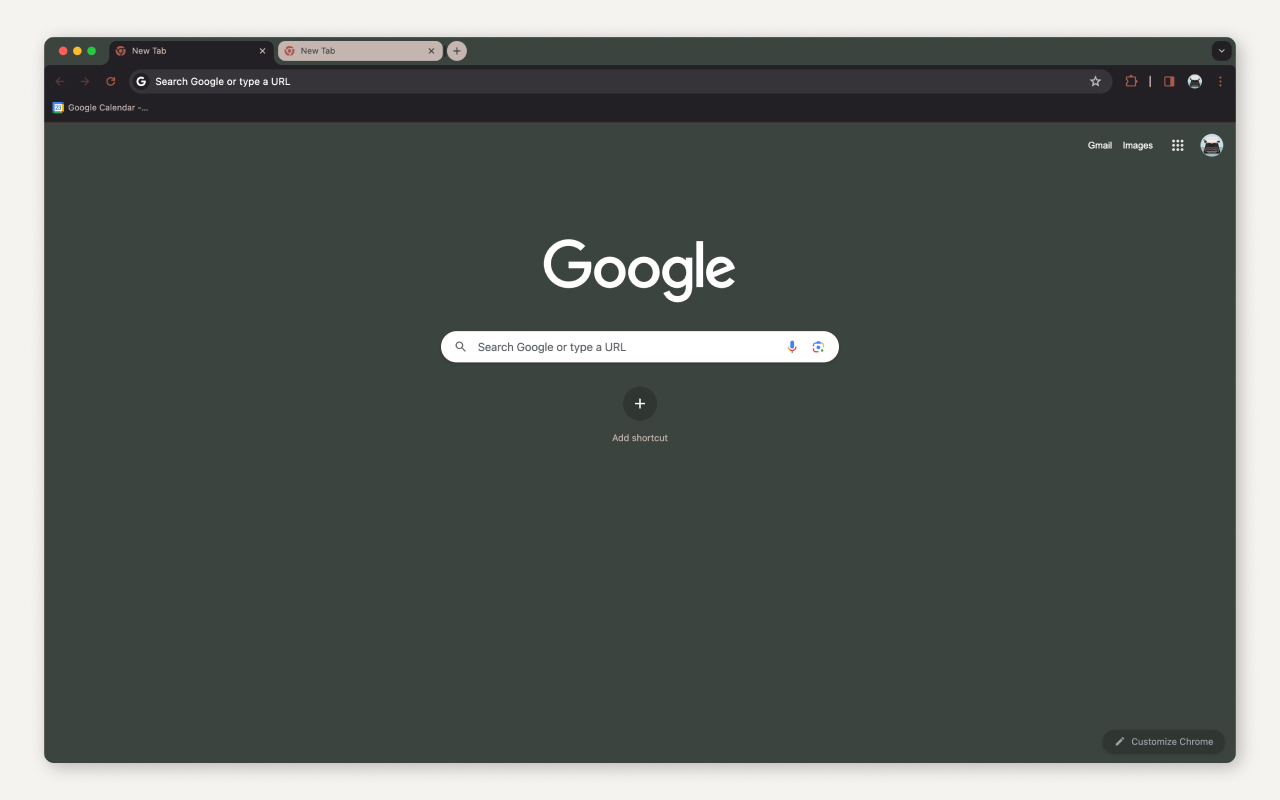 New Tab
New Tab
Search Google or type a URL
Google Calendar -...
Gmail
Images
Google
Search Google or type a URL
Add shortcut
Customize Chrome